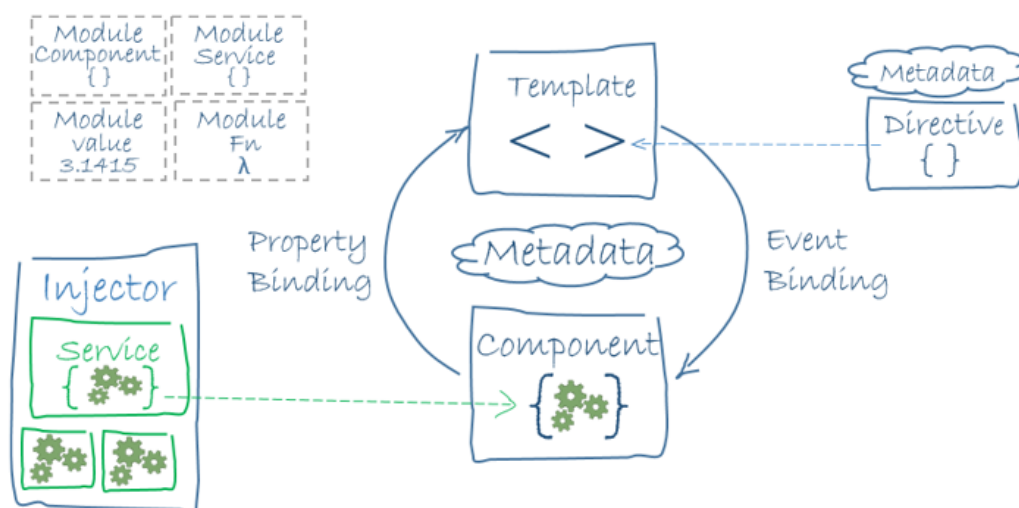 Module
Component
{ }
Module
Service
{ }
Module
value
3.1415
Module
Fn
λ
Template
< >
Metadata
Directive
{ }
Property
Binding
Metadata
Event
Binding
Injector
Service
{ }
Component
{ }